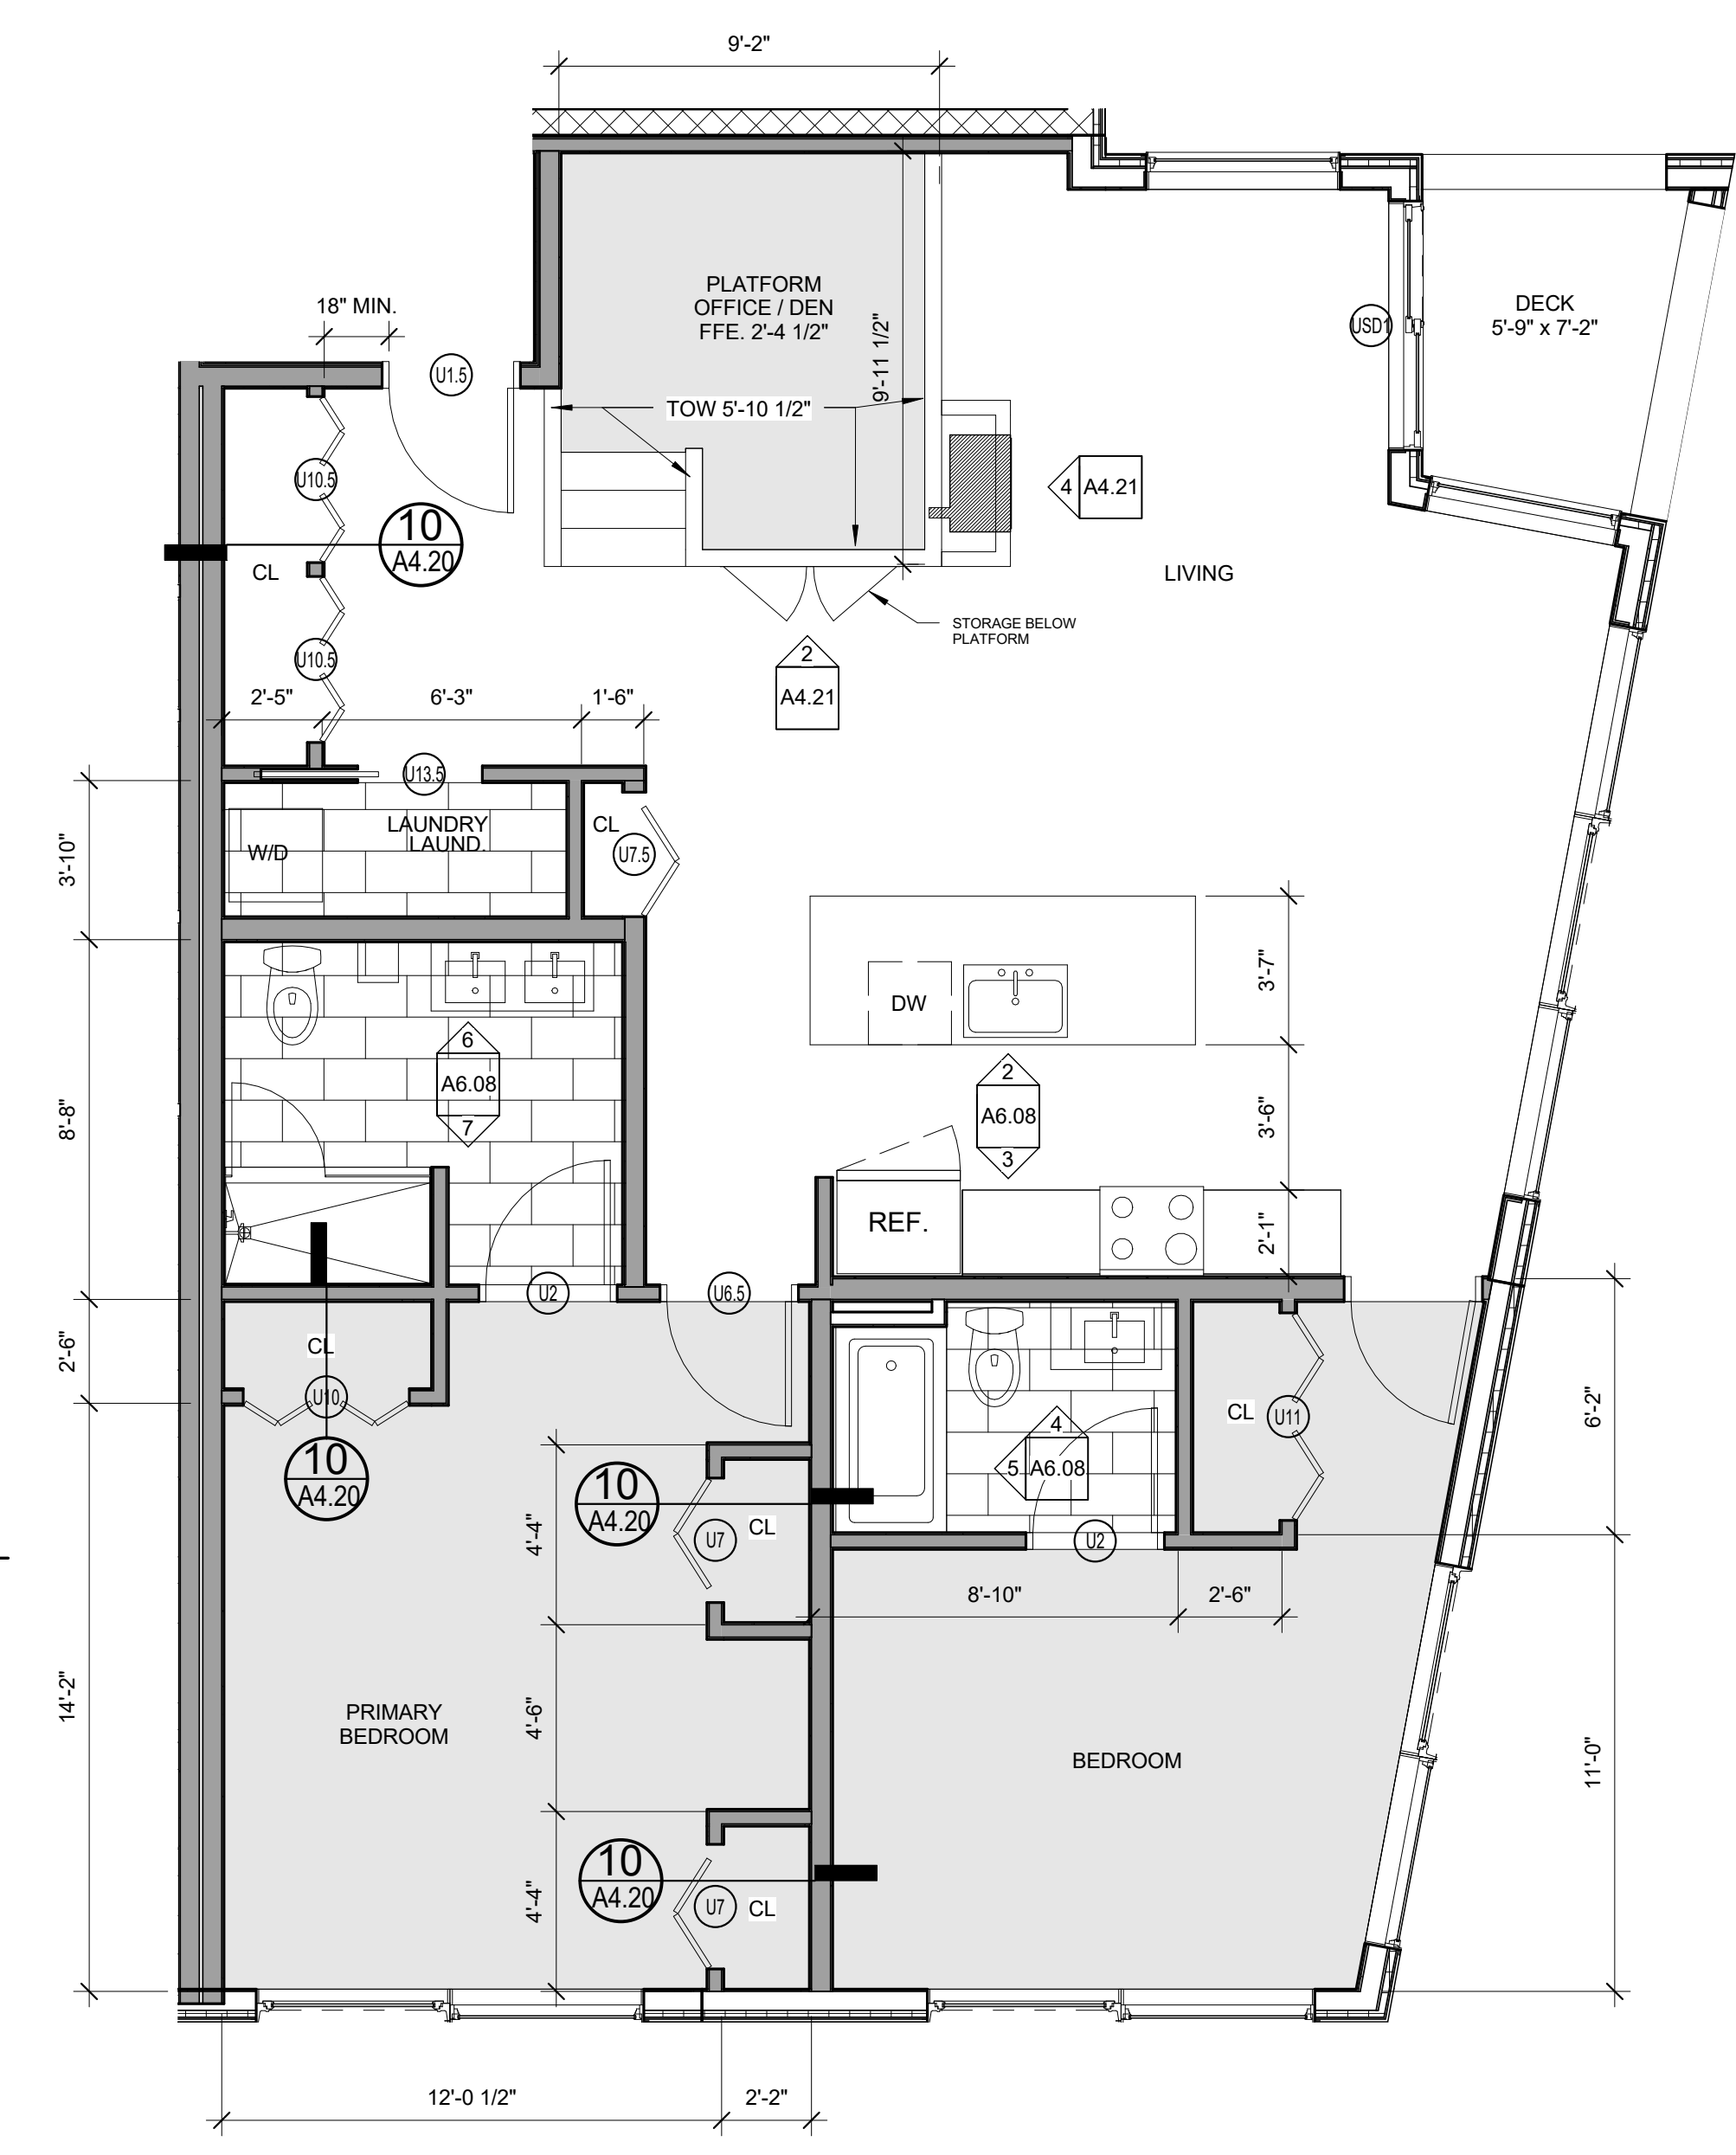 9'-2"
18" MIN.
U1.5
PLATFORM
OFFICE / DEN
FFE. 2'-4 1/2"
9'-11 1/2"
TOW 5'-10 1/2"
USD1
DECK
5'-9" x 7'-2"
U10.5
10
A4.20
CL
4
A4.21
LIVING
STORAGE BELOW
PLATFORM
U10.5
2
A4.21
2'-5"
6'-3"
1'-6"
U13.5
LAUNDRY
LAUND.
W/D
CL
U7.5
3'-10"
DW
3'-7"
6
A6.08
7
2
A6.08
3
8'-8"
3'-6"
REF.
2'-1"
U2
U6.5
2'-6"
CL
U10
10
A4.20
4
5
A6.08
CL
U11
6'-2"
10
A4.20
4'-4"
U7
CL
U2
8'-10"
2'-6"
14'-2"
PRIMARY
BEDROOM
4'-6"
BEDROOM
11'-0"
10
A4.20
4'-4"
U7
CL
12'-0 1/2"
2'-2"